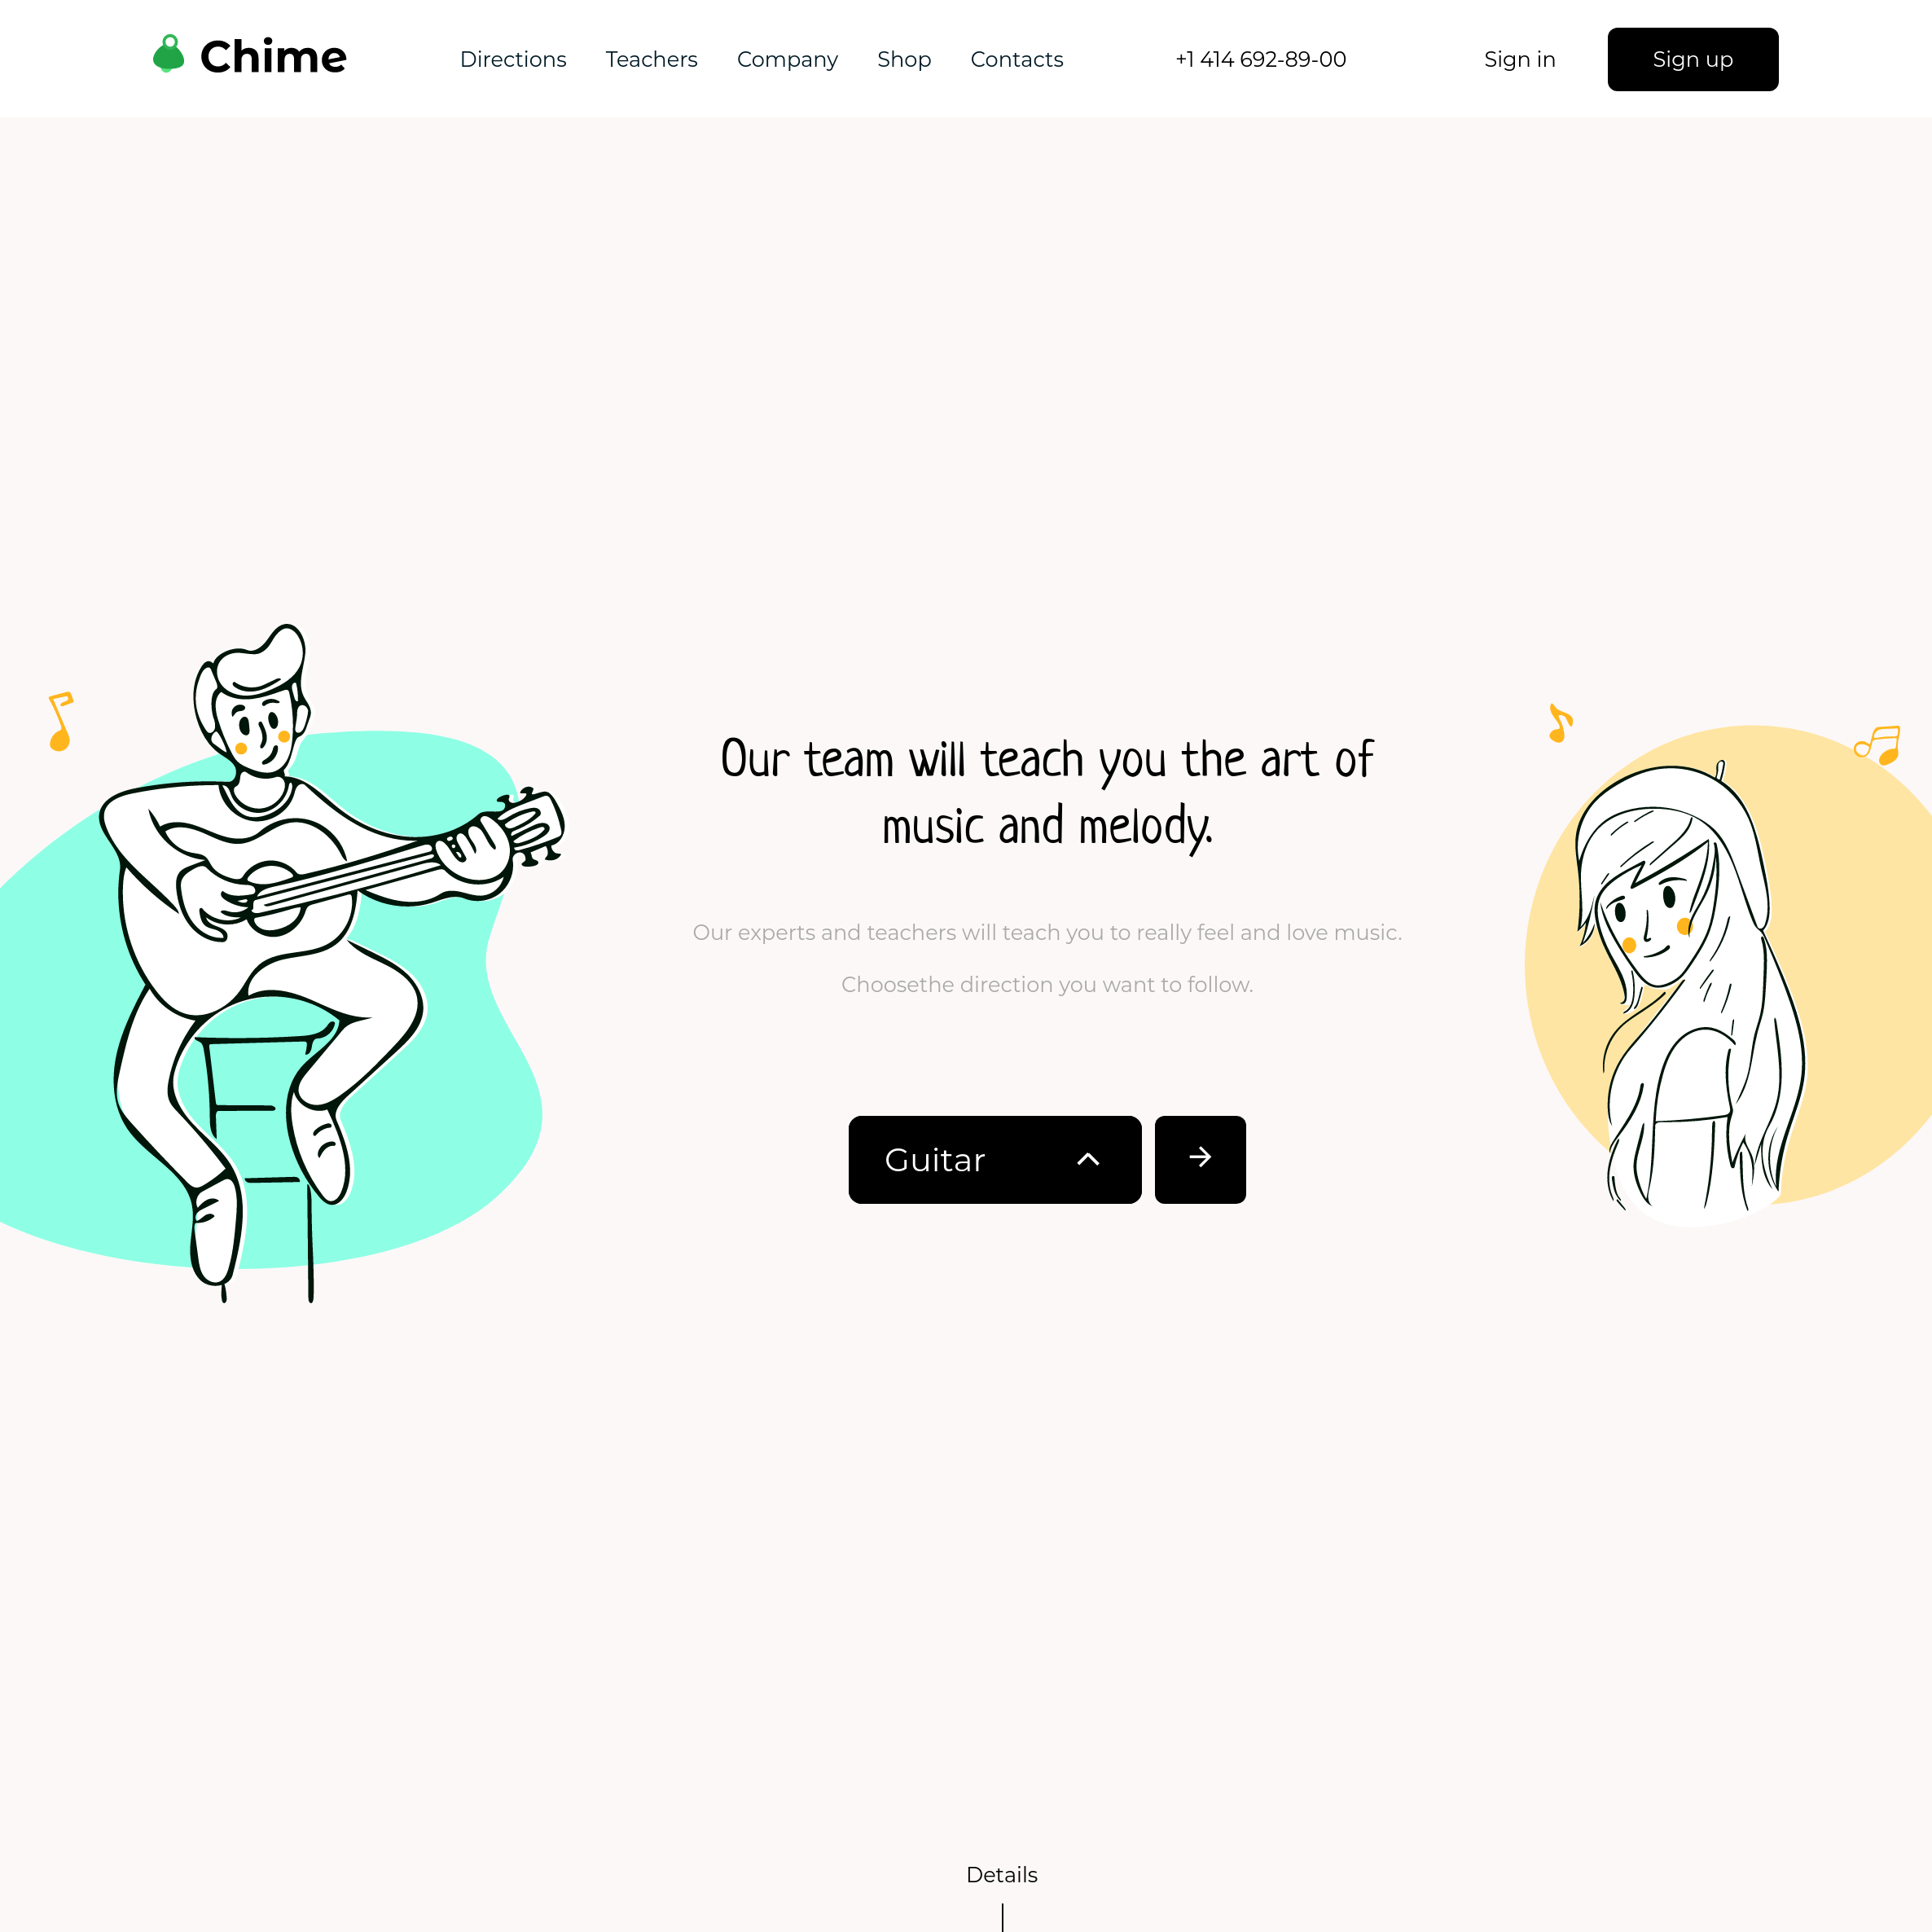 Chime
Directions Teachers Company Shop Contacts +1 414 692-89-00 Sign in Sign up
Our team will teach you the art of
music and melody.
Our experts and teachers will teach you to really feel and love music.
Choosethe direction you want to follow.
Guitar
Details